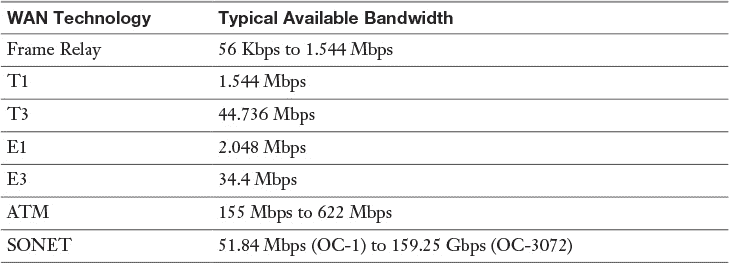 WAN Technology Typical Available Bandwidth
Frame Relay 56 Kbps to 1.544 Mbps
T1 1.544 Mbps
T3 44.736 Mbps
E1 2.048 Mbps
E3 34.4 Mbps
ATM 155 Mbps to 622 Mbps
SONET 51.84 Mbps (OC-1) to 159.25 Gbps (OC-3072)